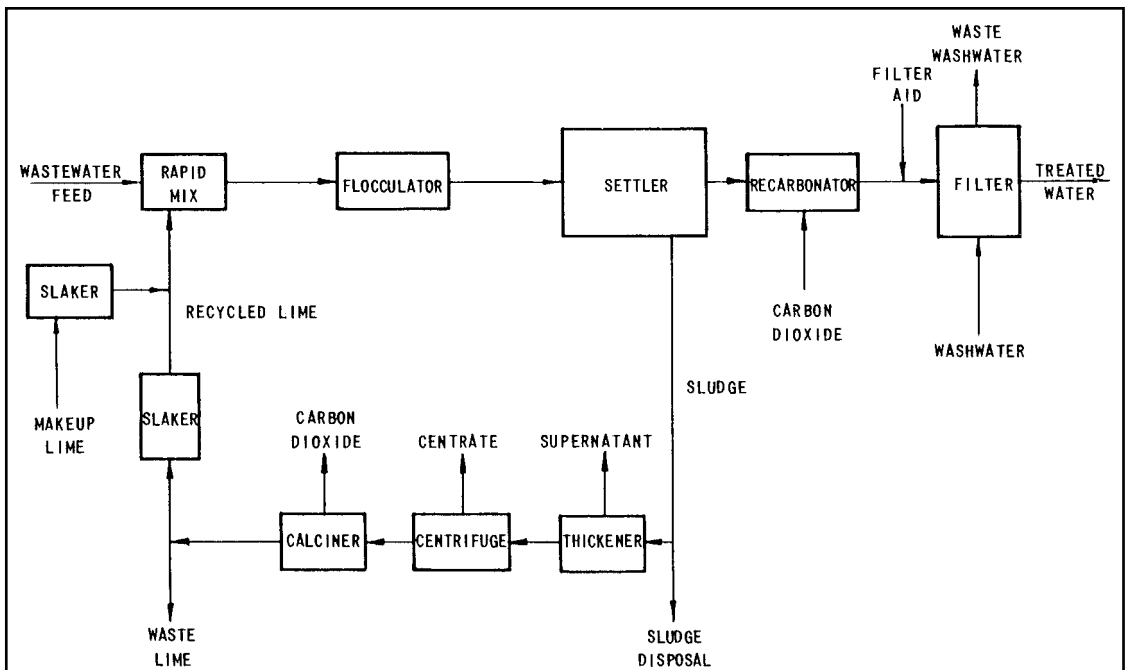 WASTE
WASHWATER
FILTER
AID
WASTEWATER
FEED
RAPID
MIX
FLOCCULATOR
SETTLER
RECARBONATOR
FILTER
TREATED
WATER
SLAKER
RECYCLED LIME
CARBON
DIOXIDE
WASHWATER
MAKEUP
LIME
SLAKER
SLUDGE
CARBON
DIOXIDE
CENTRATE
SUPERNATANT
CALCINER
CENTRIFUGE
THICKENER
WASTE
LIME
SLUDGE
DISPOSAL